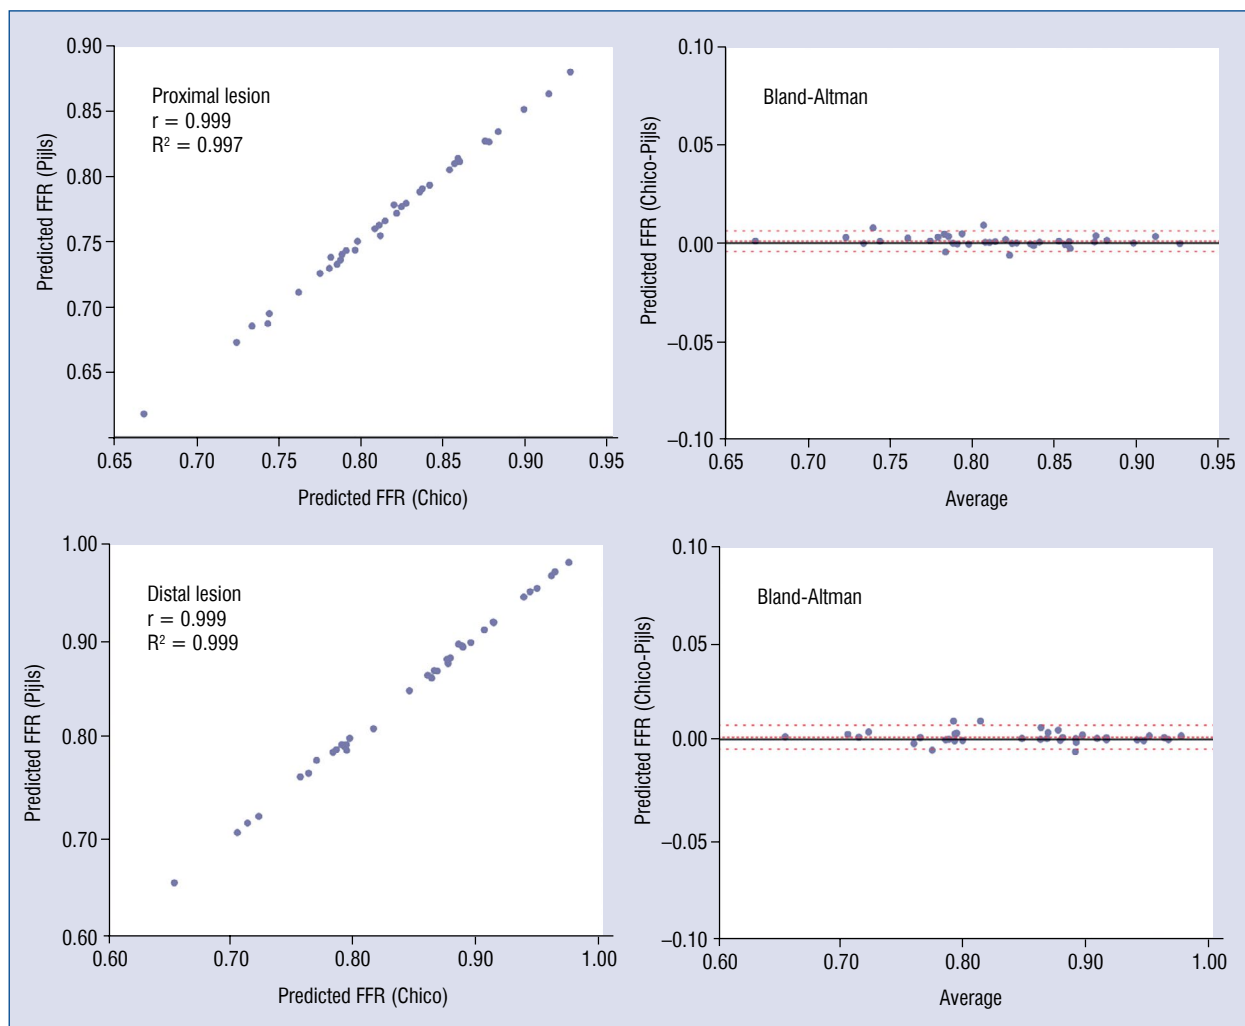 0.90
0.85
0.80
0.75
0.70
0.65
Predicted FFR (Pijls)
Proximal lesion
r = 0.999
R² = 0.997
0.65 0.70 0.75 0.80 0.85 0.90 0.95
Predicted FFR (Chico)
0.10
0.05
0.00
–0.05
–0.10
Predicted FFR (Chico-Pijls)
Bland-Altman
0.65 0.70 0.75 0.80 0.85 0.90 0.95
Average
1.00
0.90
0.80
0.70
0.60
Predicted FFR (Pijls)
Distal lesion
r = 0.999
R² = 0.999
0.60 0.70 0.80 0.90 1.00
Predicted FFR (Chico)
0.10
0.05
0.00
–0.05
–0.10
Predicted FFR (Chico-Pijls)
Bland-Altman
0.60 0.70 0.80 0.90 1.00
Average